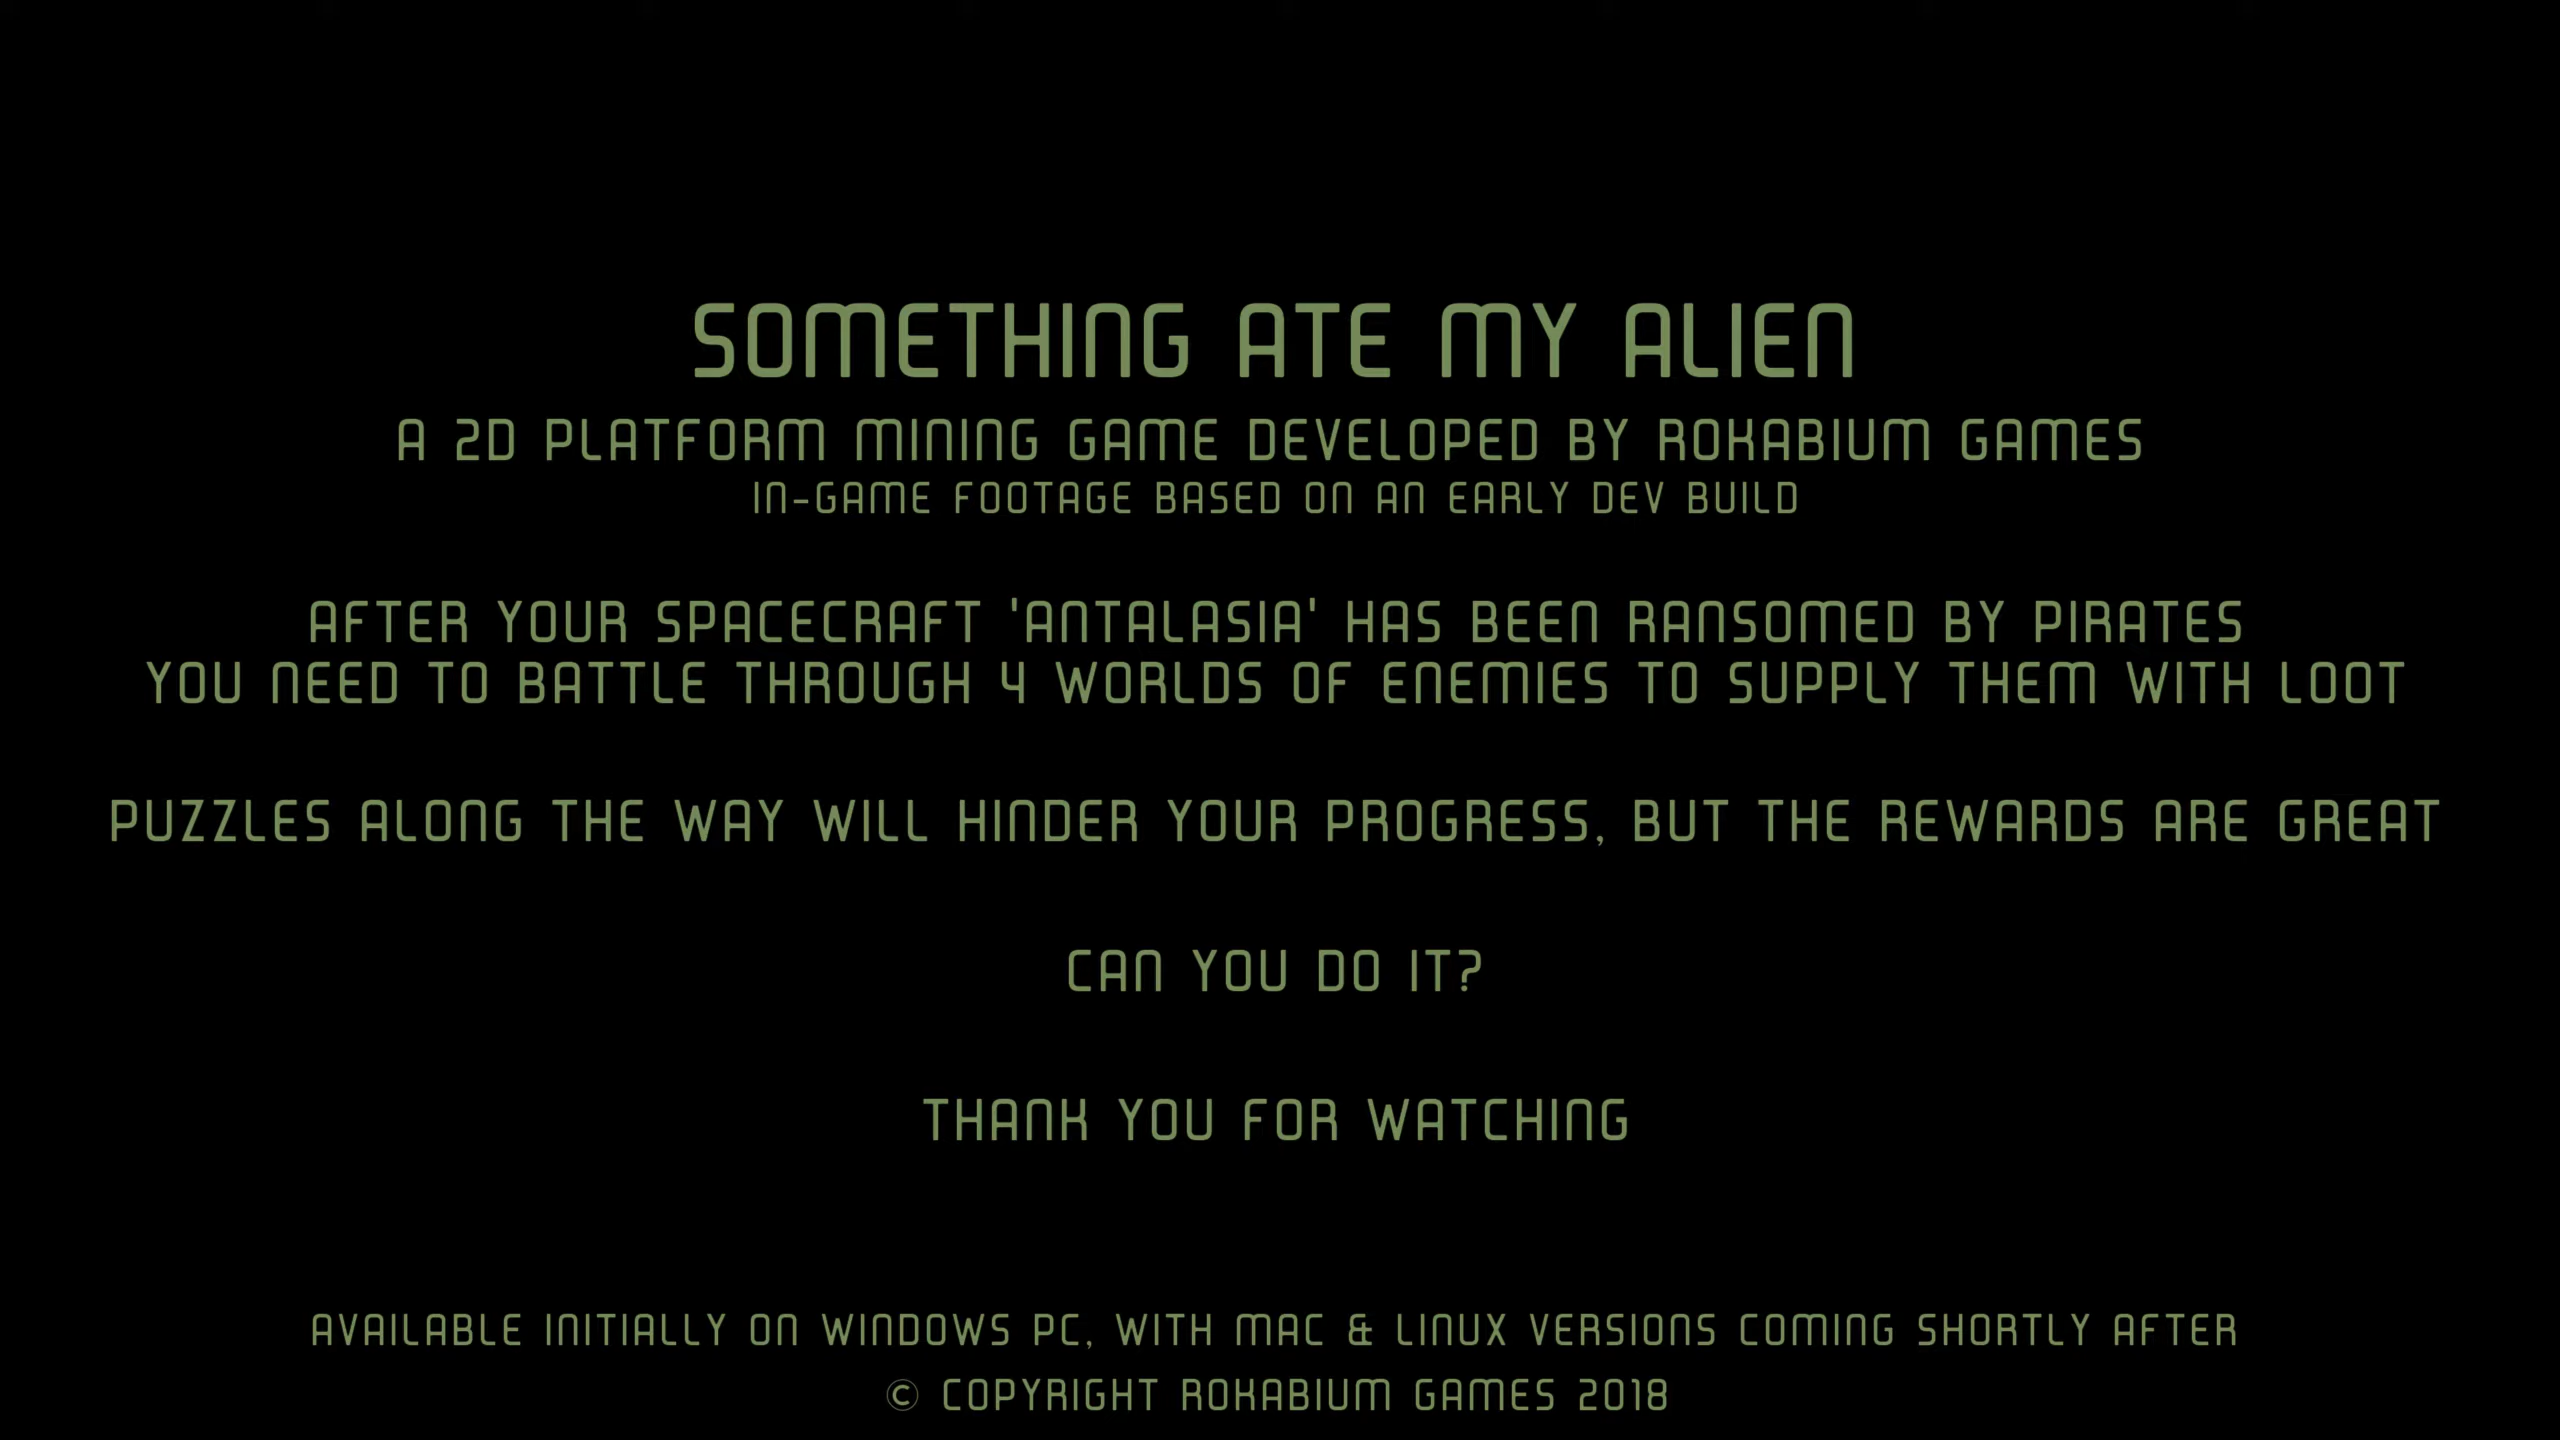 SOMETHING ATE MY ALIEN
A 2D PLATFORM MINING GAME DEVELOPED BY ROKABIUM GAMES
IN-GAME FOOTAGE BASED ON AN EARLY DEV BUILD
AFTER YOUR SPACECRAFT 'ANTALASIA' HAS BEEN RANSOMED BY PIRATES
YOU NEED TO BATTLE THROUGH 4 WORLDS OF ENEMIES TO SUPPLY THEM WITH LOOT
PUZZLES ALONG THE WAY WILL HINDER YOUR PROGRESS, BUT THE REWARDS ARE GREAT
CAN YOU DO IT?
THANK YOU FOR WATCHING
AVAILABLE INITIALLY ON WINDOWS PC, WITH MAC & LINUX VERSIONS COMING SHORTLY AFTER
© COPYRIGHT ROKABIUM GAMES 2018